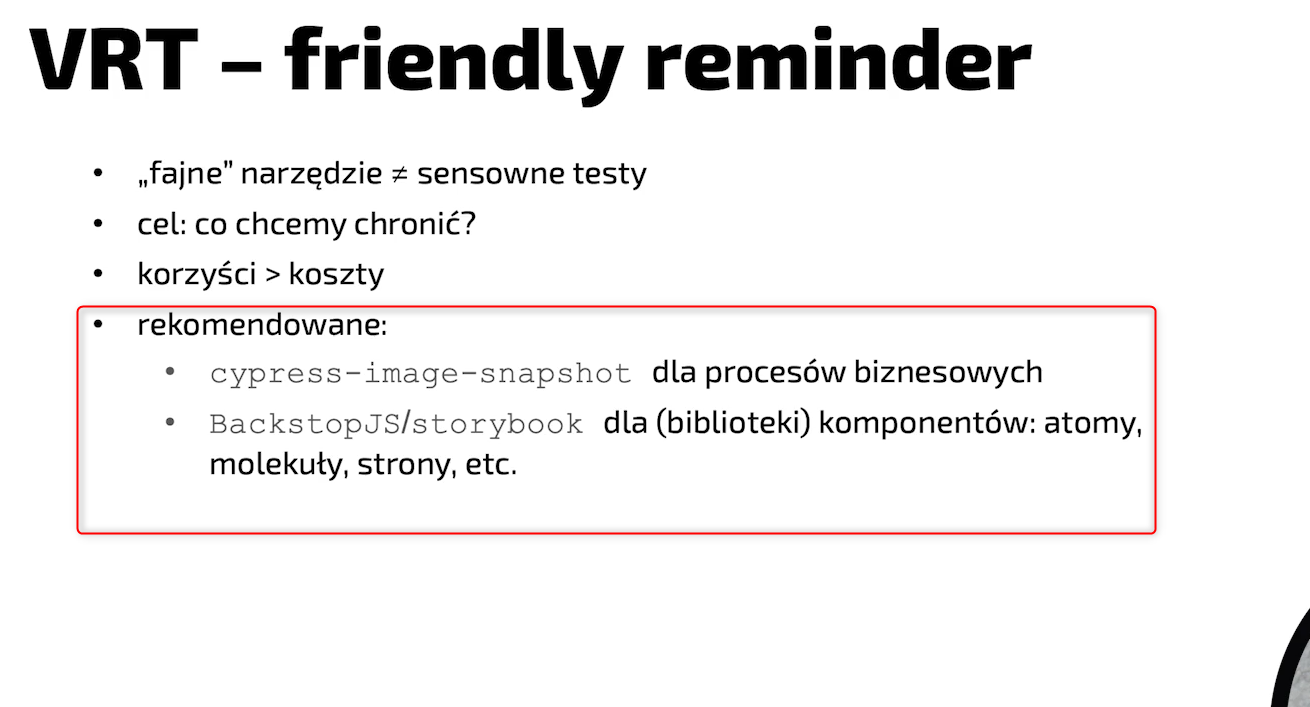 VRT – friendly reminder
• „fajne” narzędzie ≠ sensowne testy
• cel: co chcemy chronić?
• korzyści > koszty
• rekomendowane:
• cypress-image-snapshot dla procesów biznesowych
• BackstopJS/storybook dla (biblioteki) komponentów: atomy,
molekuły, strony, etc.